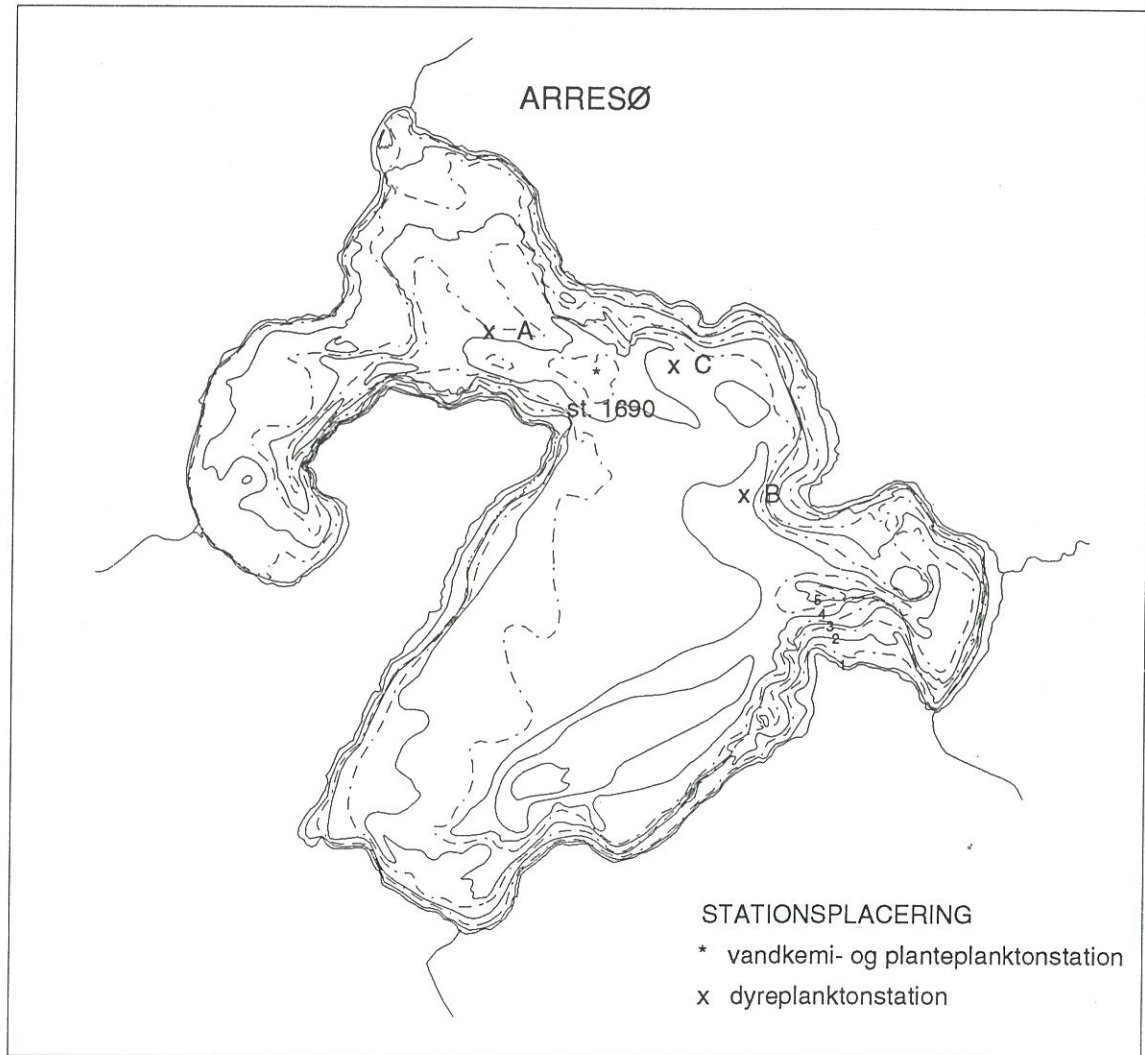 ARRESØ
x A
x C
*
st. 1690
x B
5
4
3
2
1
STATIONSPLACERING
* vandkemi- og planteplanktonstation
x dyreplanktonstation